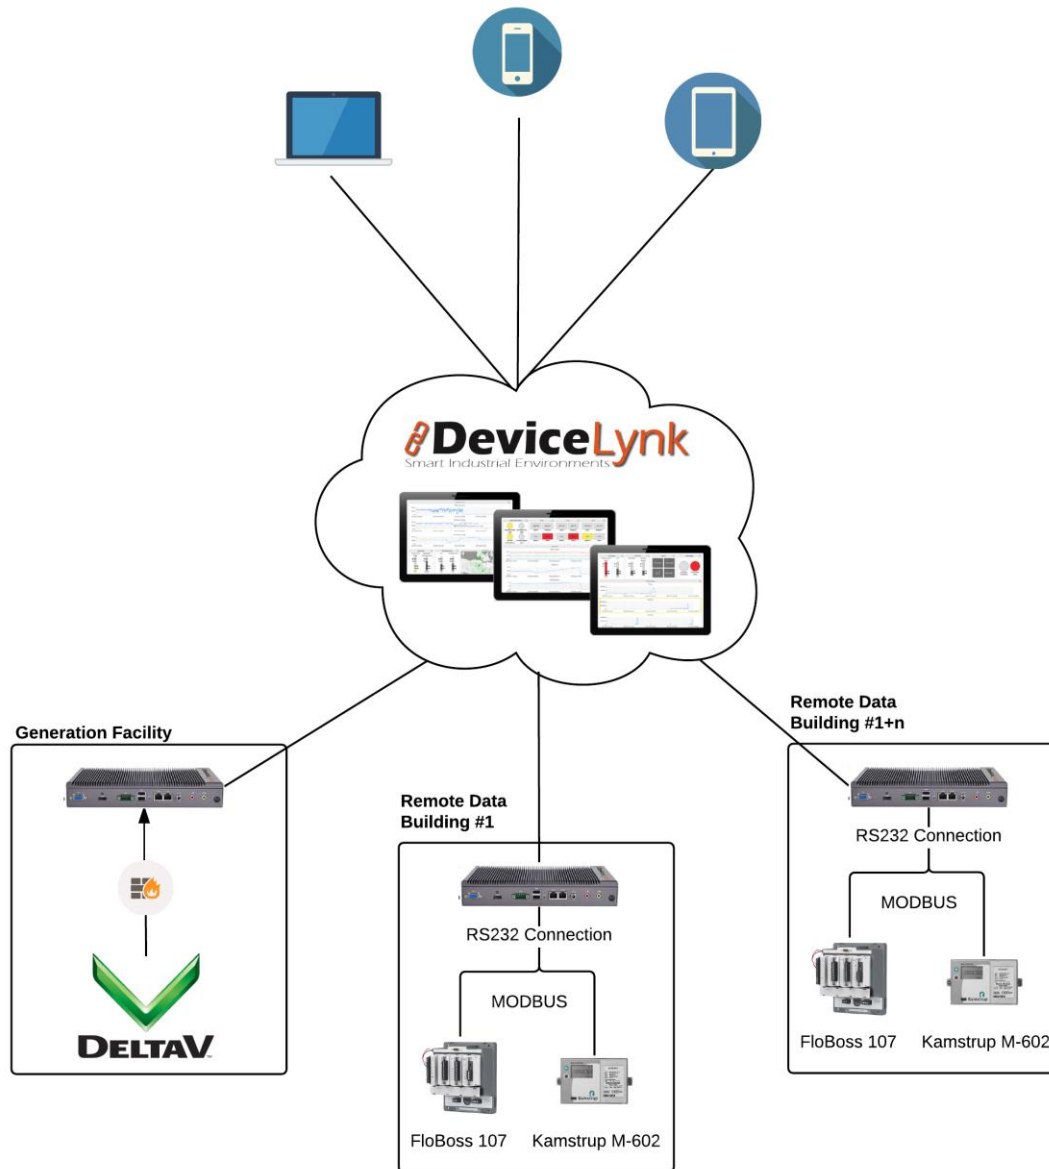 DeviceLynk
Smart Industrial Environments
Generation Facility
DELTAV
Remote Data
Building #1
RS232 Connection
MODBUS
FloBoss 107
Kamstrup M-602
Remote Data
Building #1+n
RS232 Connection
MODBUS
FloBoss 107
Kamstrup M-602